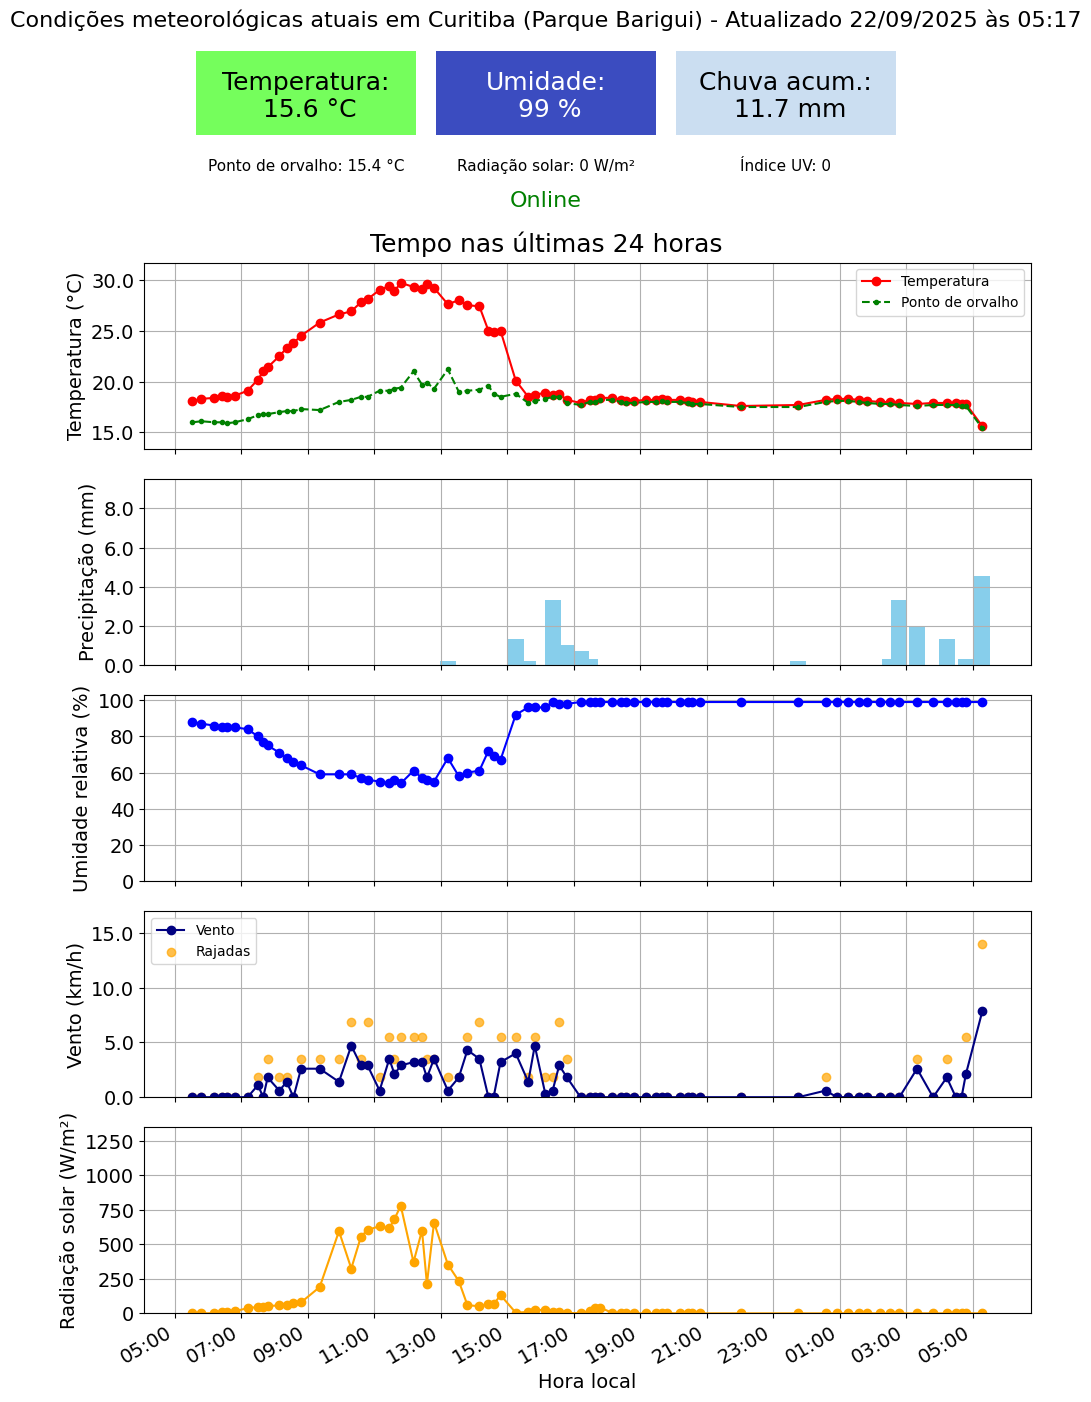 Condições meteorológicas atuais em Curitiba (Parque Barigui) - Atualizado 22/09/2025 às 05:17
Temperatura:
15.6 °C
Umidade:
99 %
Chuva acum.:
11.7 mm
Ponto de orvalho: 15.4 °C
Radiação solar: 0 W/m²
Índice UV: 0
Online
Tempo nas últimas 24 horas
Temperatura (°C)
30.0
25.0
20.0
15.0
Temperatura
Ponto de orvalho
Precipitação (mm)
8.0
6.0
4.0
2.0
0.0
Umidade relativa (%)
100
80
60
40
20
0
Vento (km/h)
15.0
10.0
5.0
0.0
Vento
Rajadas
Radiação solar (W/m²)
1250
1000
750
500
250
0
05:00 07:00 09:00 11:00 13:00 15:00 17:00 19:00 21:00 23:00 01:00 03:00 05:00
Hora local